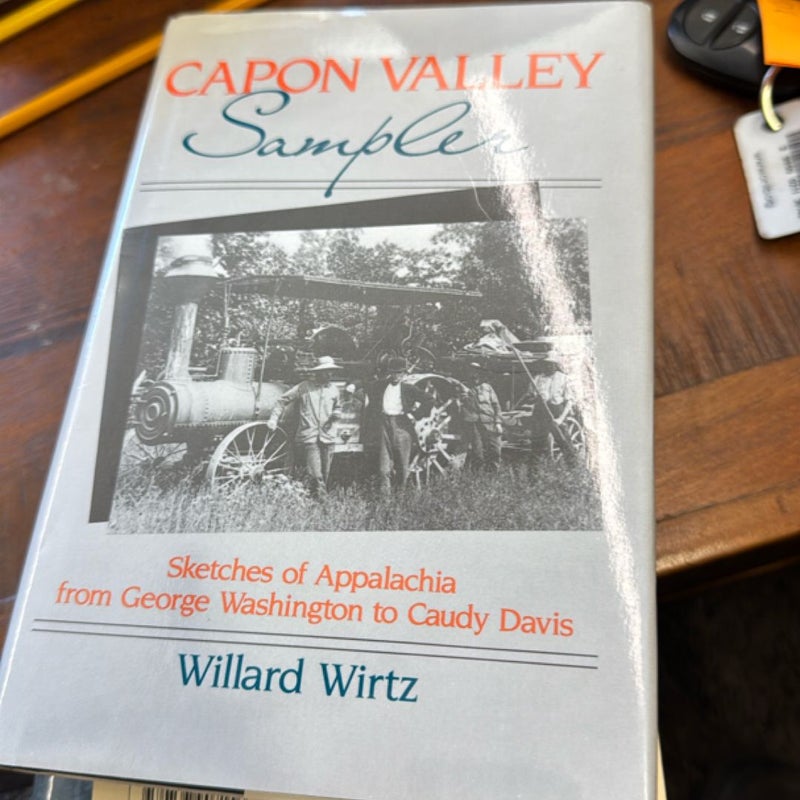 CAPON VALLEY
Sampler
Sketches of Appalachia
from George Washington to Caudy Davis
Willard Wirtz